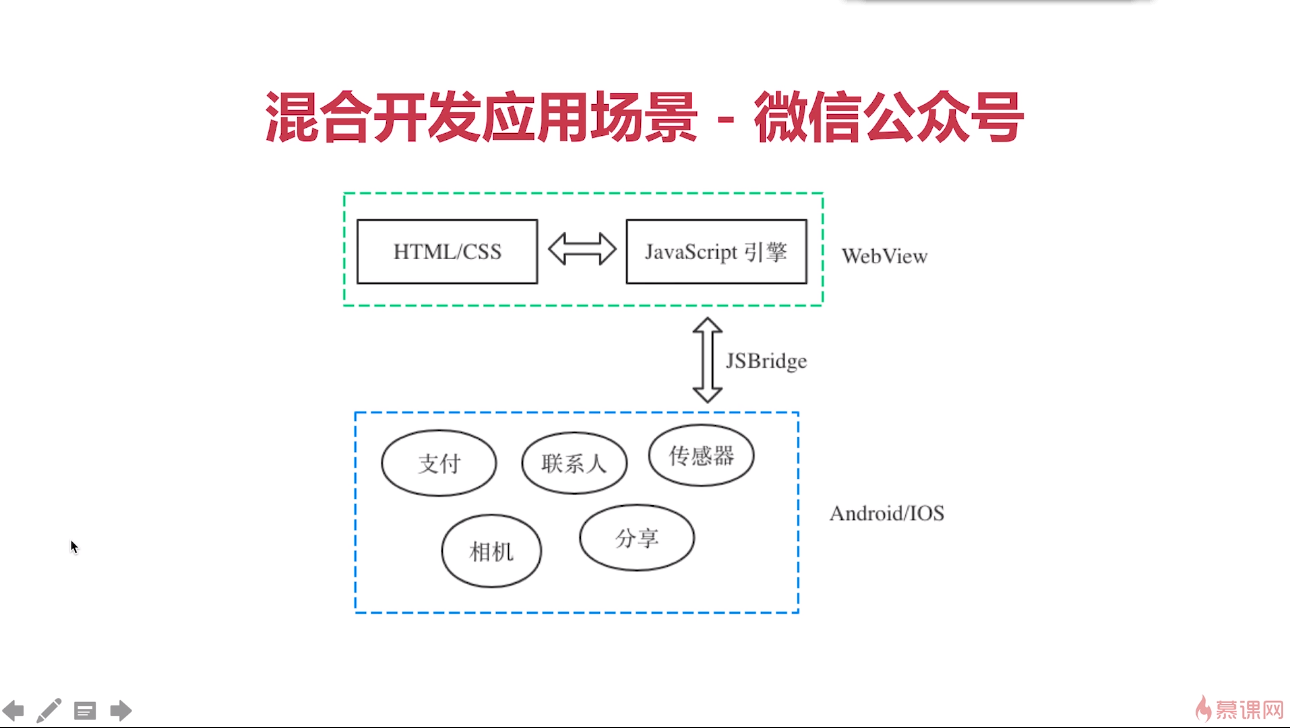 混合开发应用场景 - 微信公众号
HTML/CSS
JavaScript 引擎
WebView
JSBridge
支付
联系人
传感器
相机
分享
Android/IOS
慕课网